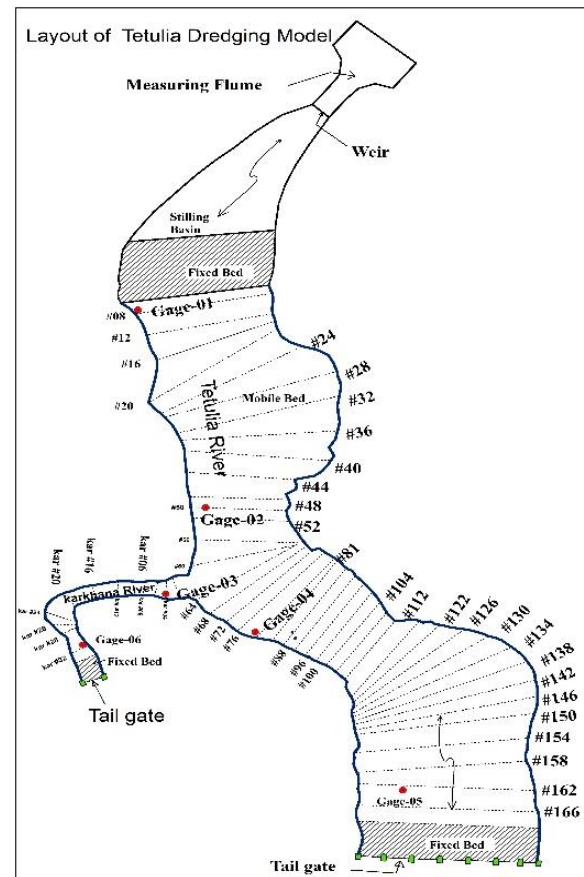 Layout of Tetulia Dredging Model
Measuring Flume
Weir
Stilling
Basin
Fixed Bed
Gage-01
#08
#12
#16
#20
#24
#28
#32
#36
#40
#44
#48
#52
Tetulia River
Mobile Bed
Gage-02
#81
#104
#112
#122
#126
#130
#134
#138
#142
#146
#150
#154
#158
#162
#166
kar #20
kar #16
kar #06
karkhana River
Gage-03
#64
#68
#72
#76
Gage-04
#88
#96
#100
Gage-06
Fixed Bed
Tail gate
Gage-05
Fixed Bed
Tail gate